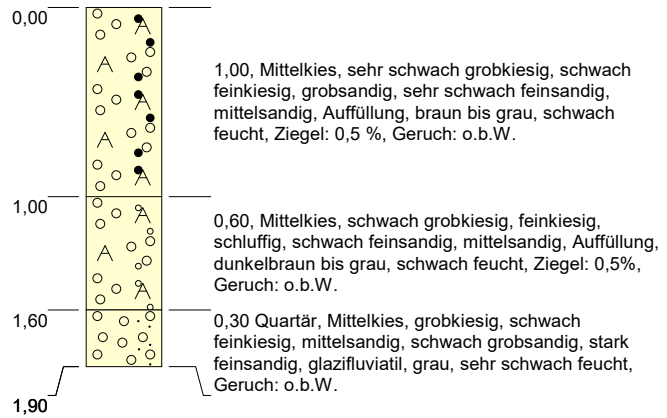 0,00
1,00, Mittelkies, sehr schwach grobkiesig, schwach
feinkiesig, grobsandig, sehr schwach feinsandig,
mittelsandig, Auffüllung, braun bis grau, schwach
feucht, Ziegel: 0,5 %, Geruch: o.b.W.
1,00
0,60, Mittelkies, schwach grobkiesig, feinkiesig,
schluffig, schwach feinsandig, mittelsandig, Auffüllung,
dunkelbraun bis grau, schwach feucht, Ziegel: 0,5%,
Geruch: o.b.W.
1,60
0,30 Quartär, Mittelkies, grobkiesig, schwach
feinkiesig, mittelsandig, schwach grobsandig, stark
feinsandig, glazifluviatil, grau, sehr schwach feucht,
Geruch: o.b.W.
1,90